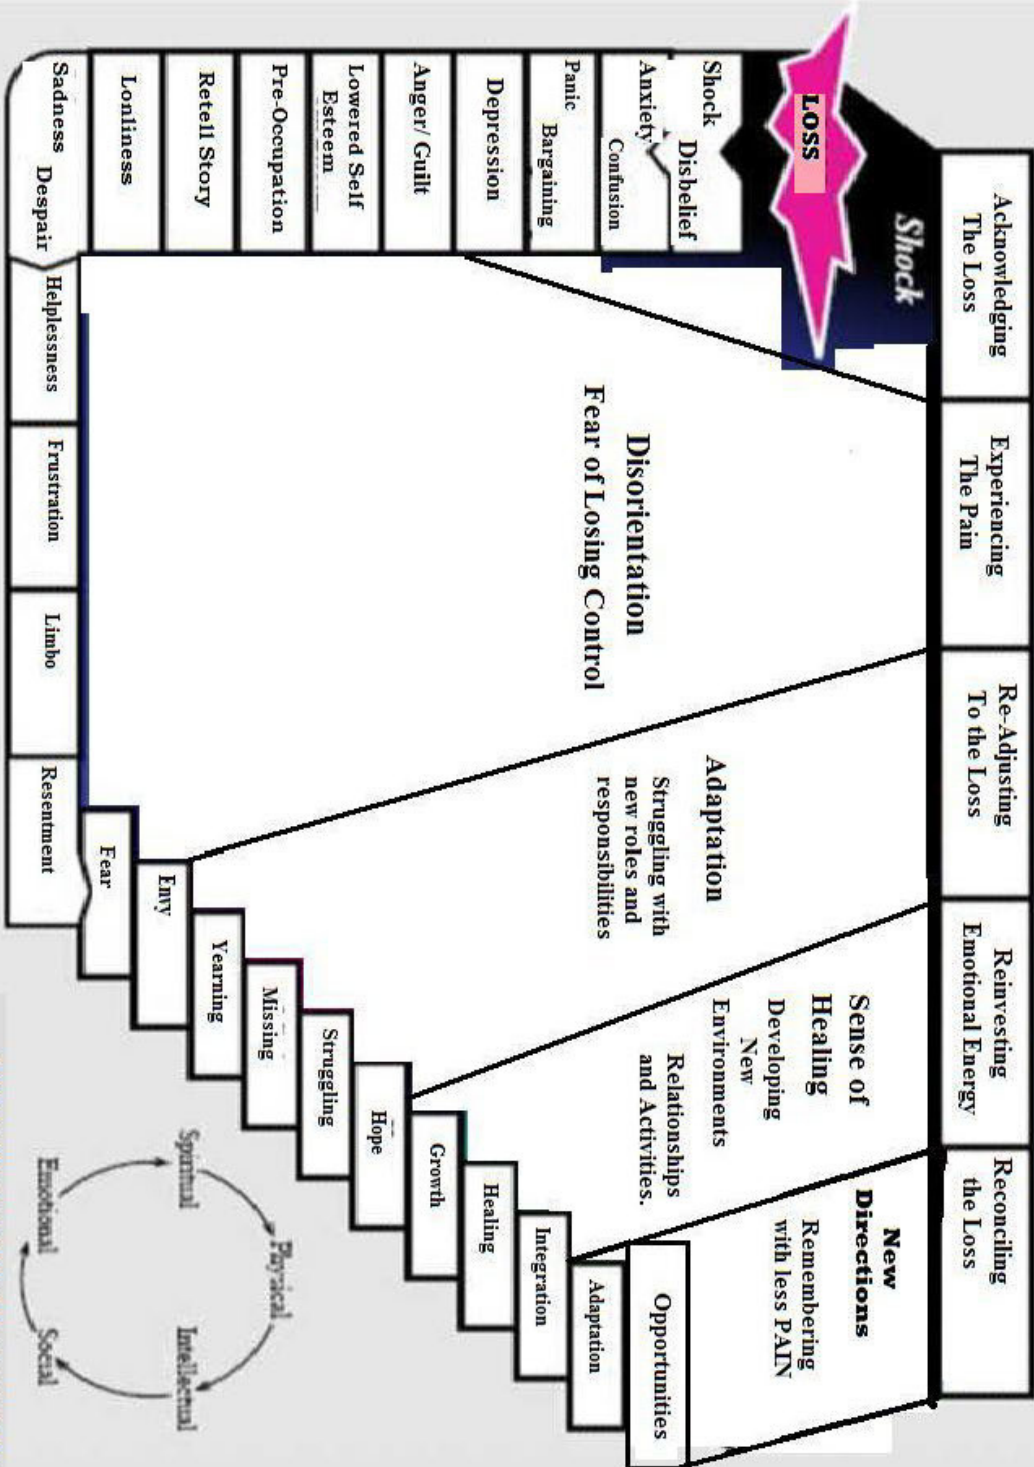 Acknowledging
The Loss
Experiencing
The Pain
Re-Adjusting
To the Loss
Reinvesting
Emotional Energy
Reconciling
the Loss
Shock
LOSS
Shock
Disbelief
Anxiety
Confusion
Panic
Bargaining
Depression
Anger/ Guilt
Lowered Self
Esteem
Pre-Occupation
Retell Story
Lonliness
Sadness
Despair
Helplessness
Frustration
Limbo
Resentment
Fear
Envy
Yearning
Missing
Struggling
Hope
Growth
Healing
Integration
Adaptation
Opportunities
Disorientation
Fear of Losing Control
Adaptation
Struggling with
new roles and
responsibilities
Sense of
Healing
Developing
New
Environments
Relationships
and Activities.
New
Directions
Remembering
with less PAIN
Spiritual
Physical
Intellectual
Social
Emotional